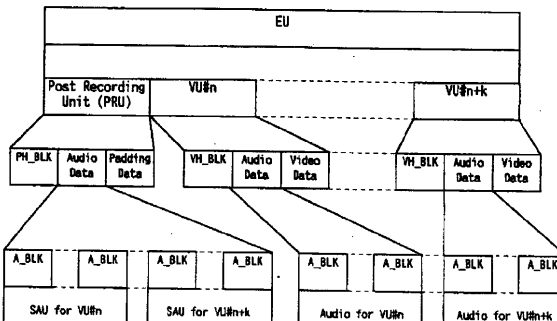 EU
Post Recording
Unit (PRU)
VU#n
VU#n+k
PH_BLK
Audio
Data
Padding
Data
VH_BLK
Audio
Data
Video
Data
VH_BLK
Audio
Data
Video
Data
A_BLK
A_BLK
A_BLK
A_BLK
A_BLK
A_BLK
A_BLK
A_BLK
SAU for VU#n
SAU for VU#n+k
Audio for VU#n
Audio for VU#n+k